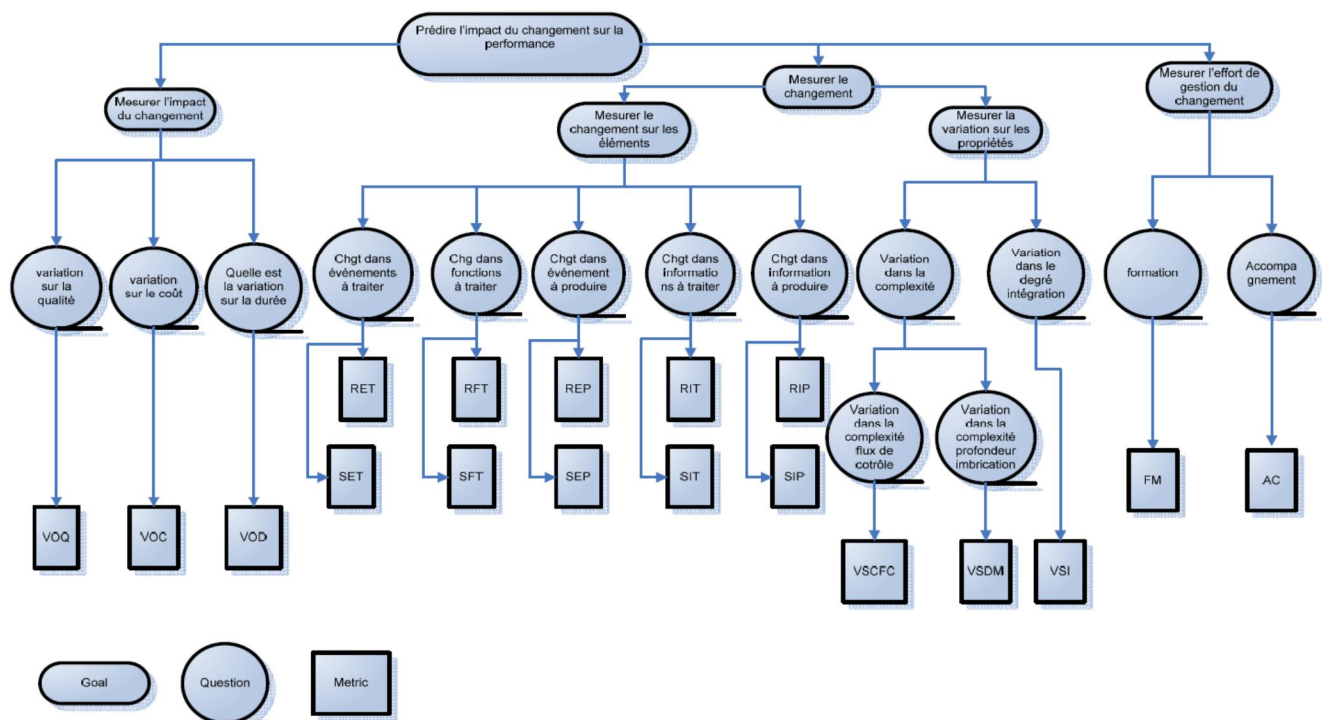 Prédire l'impact du changement sur la
performance
Mesurer l'impact
du changement
Mesurer le
changement
Mesurer l'effort de
gestion du
changement
Mesurer le
changement sur les
éléments
Mesurer la
variation sur les
propriétés
variation
sur la
qualité
variation
sur le coût
Quelle est
la variation
sur la durée
Chgt dans
événements
à traiter
Chg dans
fonctions
à traiter
Chg dans
événement
à produire
Chgt dans
informatio
ns à traiter
Chgt dans
information
à produire
Variation
dans la
complexité
Variation
dans le
degré
intégration
formation
Accompa
gnement
RET
RFT
REP
RIT
RIP
SET
SFT
SEP
SIT
SIP
Variation
dans la
complexité
flux de
cotrôle
Variation
dans la
complexité
profondeur
imbrication
FM
AC
VOQ
VOC
VOD
VSCFC
VSDM
VSI
Goal
Question
Metric